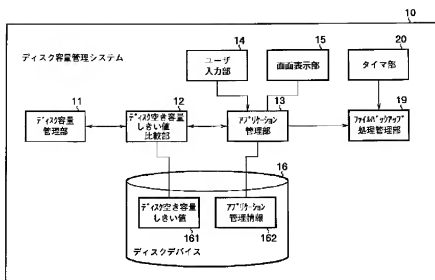 10
ディスク容量管理システム
14
ユーザ
入力部
15
画面表示部
20
タイマ部
11
ディスク容量
管理部
12
ディスク空き容量
しきい値
比較部
13
アプリケーション
管理部
19
ファイルバックアップ
処理管理部
16
ディスク空き容量
しきい値
161
アプリケーション
管理情報
162
ディスクデバイス